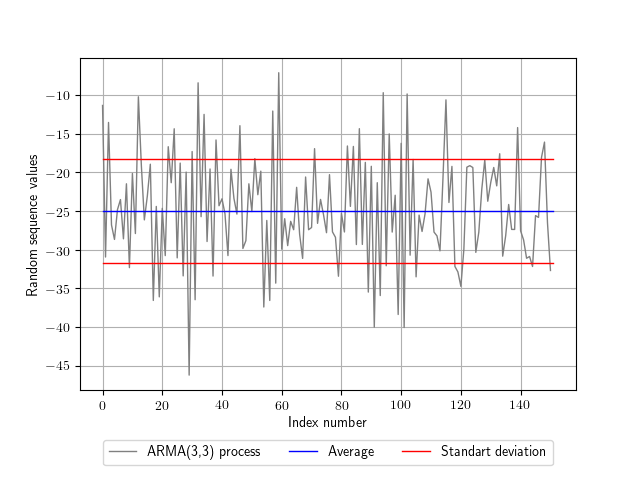 −10
−15
−20
−25
−30
−35
−40
−45
Random sequence values
0 20 40 60 80 100 120 140
Index number
ARMA(3,3) process Average Standart deviation